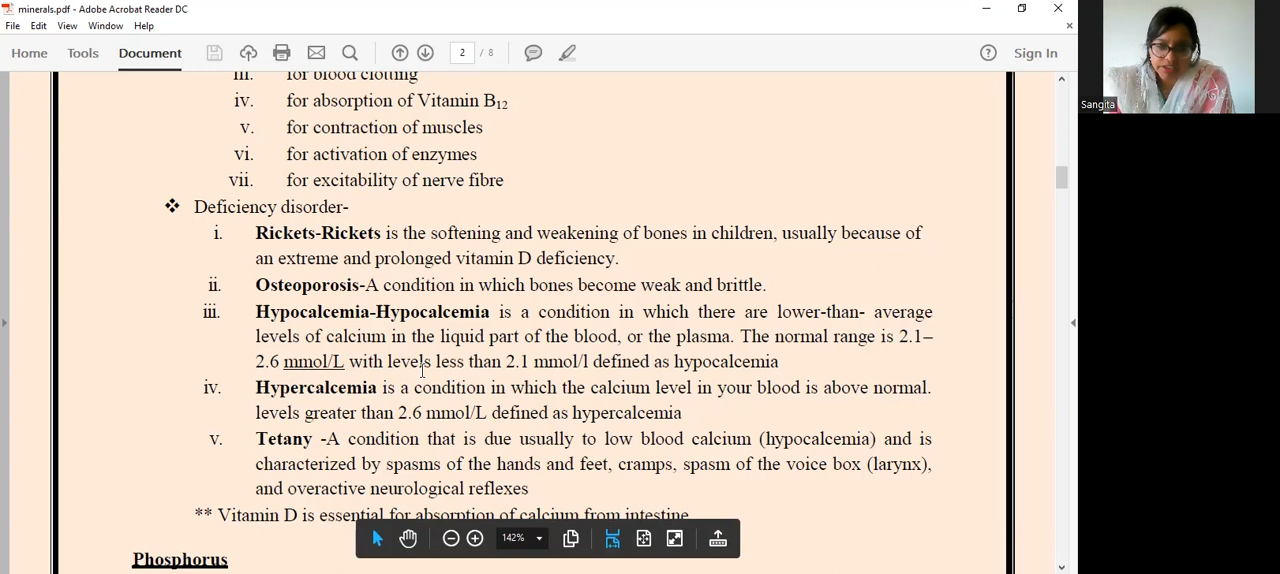 minerals.pdf - Adobe Acrobat Reader DC
File Edit View Window Help
Home Tools Document 2 / 8 Sign In
iii. for blood clotting
iv. for absorption of Vitamin B12
v. for contraction of muscles
vi. for activation of enzymes
vii. for excitability of nerve fibre
❖ Deficiency disorder-
i. Rickets-Rickets is the softening and weakening of bones in children, usually because of
an extreme and prolonged vitamin D deficiency.
ii. Osteoporosis-A condition in which bones become weak and brittle.
iii. Hypocalcemia-Hypocalcemia is a condition in which there are lower-than- average
levels of calcium in the liquid part of the blood, or the plasma. The normal range is 2.1–
2.6 mmol/L with levels less than 2.1 mmol/l defined as hypocalcemia
iv. Hypercalcemia is a condition in which the calcium level in your blood is above normal.
levels greater than 2.6 mmol/L defined as hypercalcemia
v. Tetany -A condition that is due usually to low blood calcium (hypocalcemia) and is
characterized by spasms of the hands and feet, cramps, spasm of the voice box (larynx),
and overactive neurological reflexes
** Vitamin D is essential for absorption of calcium from intestine
142%
Phosphorus
Sangita